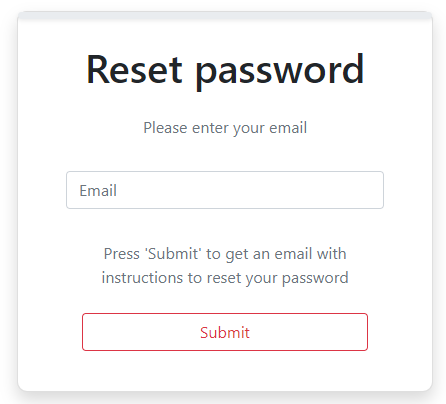 Reset password
Please enter your email
Email
Press 'Submit' to get an email with
instructions to reset your password
Submit